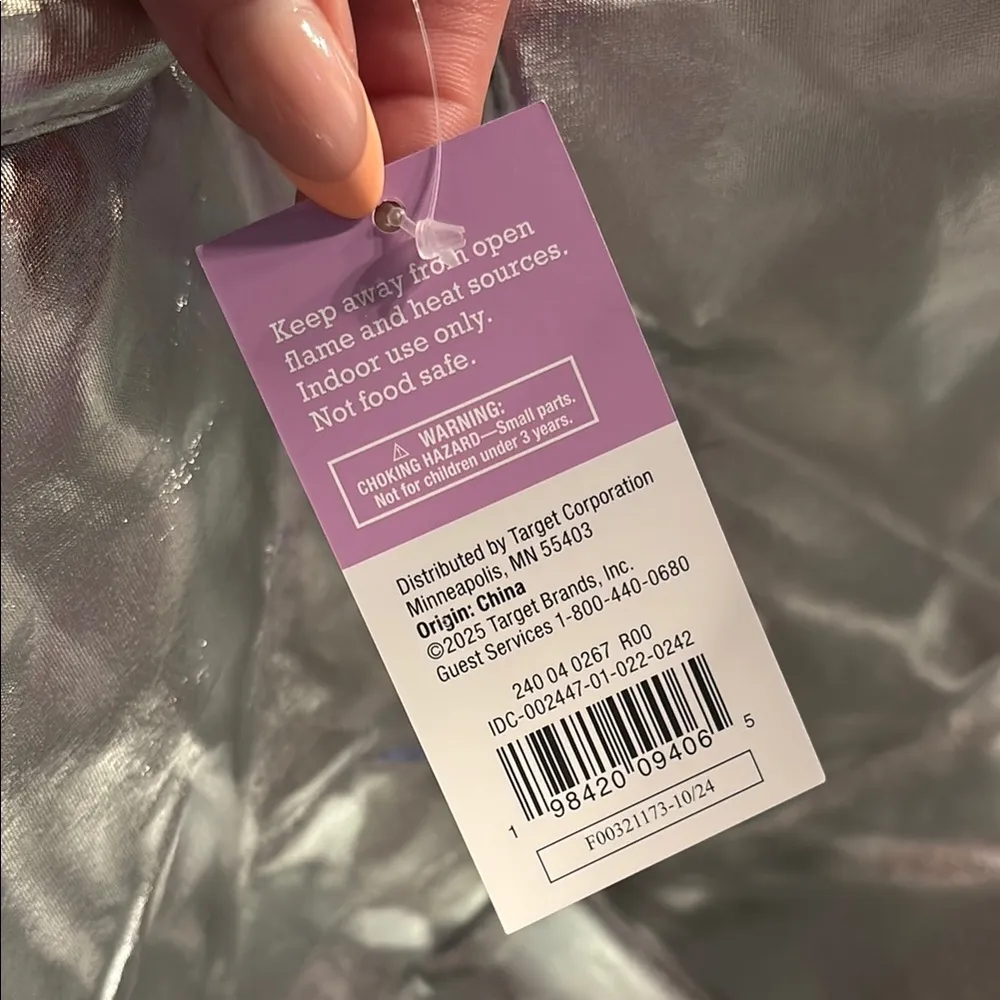 Keep away from open
flame and heat sources.
Indoor use only.
Not food safe.
⚠ WARNING:
CHOKING HAZARD—Small parts.
Not for children under 3 years.
Distributed by Target Corporation
Minneapolis, MN 55403
Origin: China
©2025 Target Brands, Inc.
Guest Services 1-800-440-0680
240 04 0267 R00
IDC-002447-01-022-0242
1 98420 09406 5
F00321173-10/24